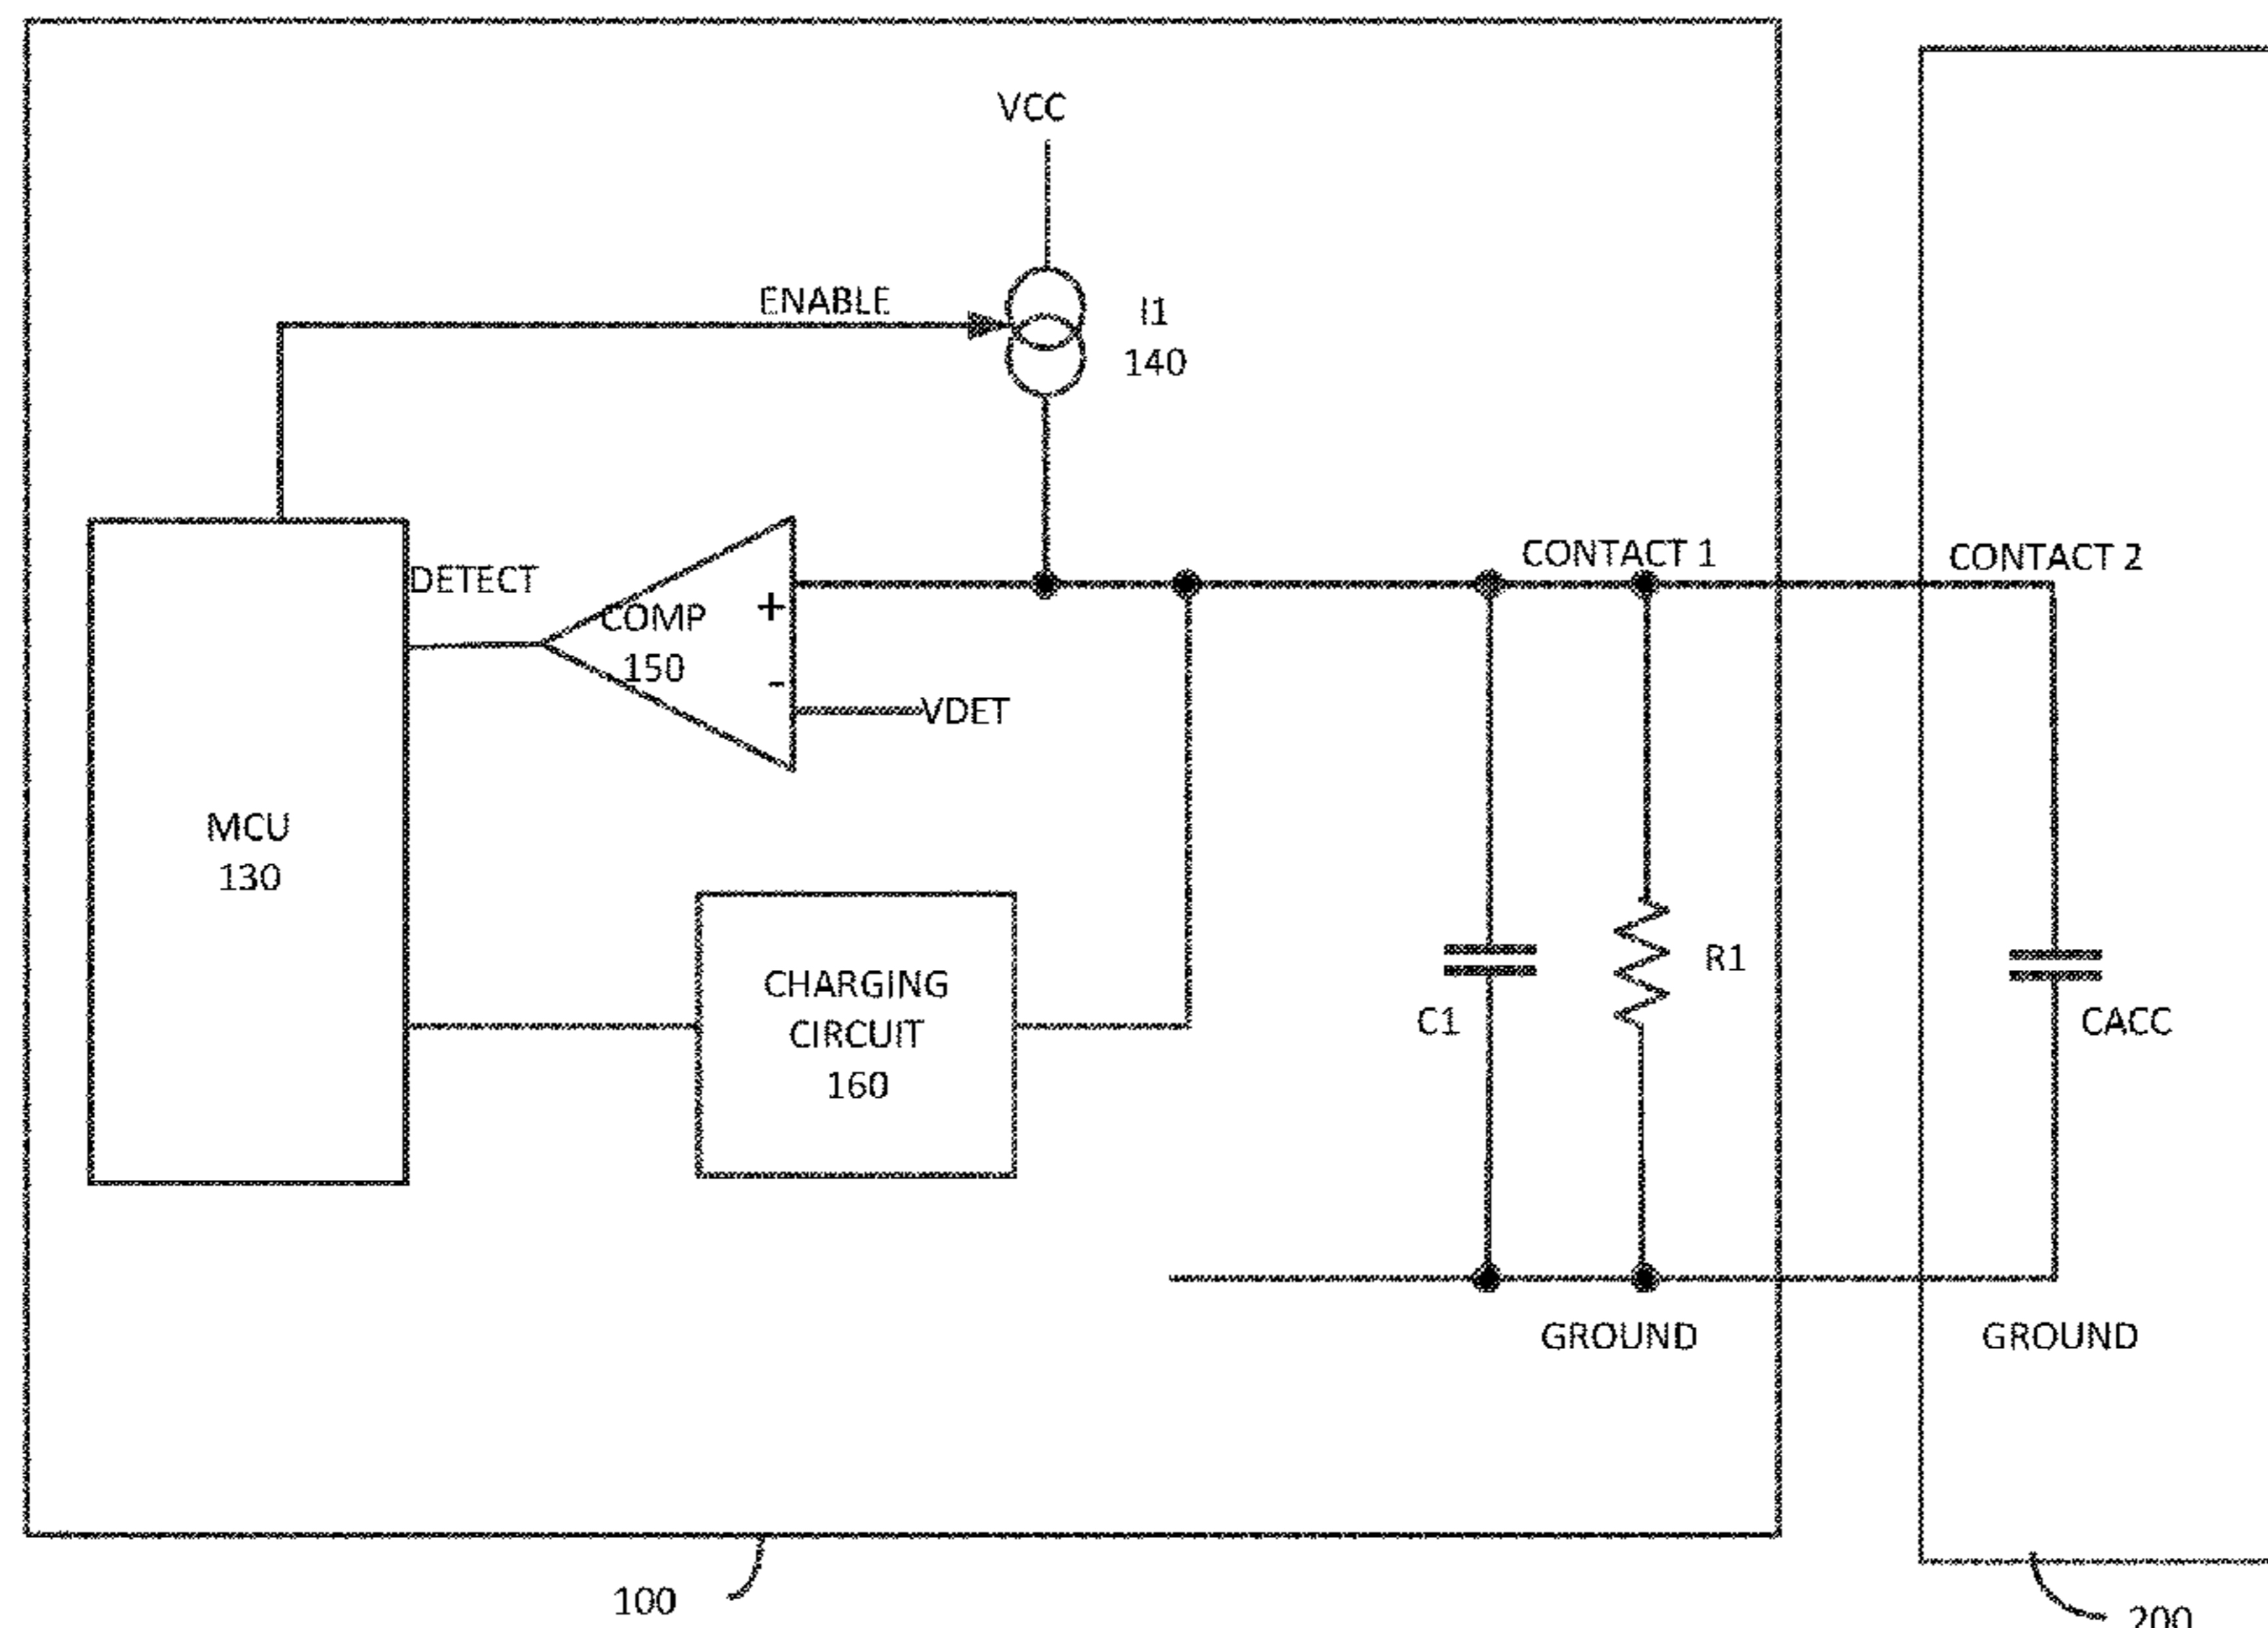 VCC
ENABLE
I1
140
DETECT
COMP
150
+
-
VDET
CONTACT 1
CONTACT 2
MCU
130
CHARGING
CIRCUIT
160
C1
R1
CACC
GROUND
GROUND
100
200